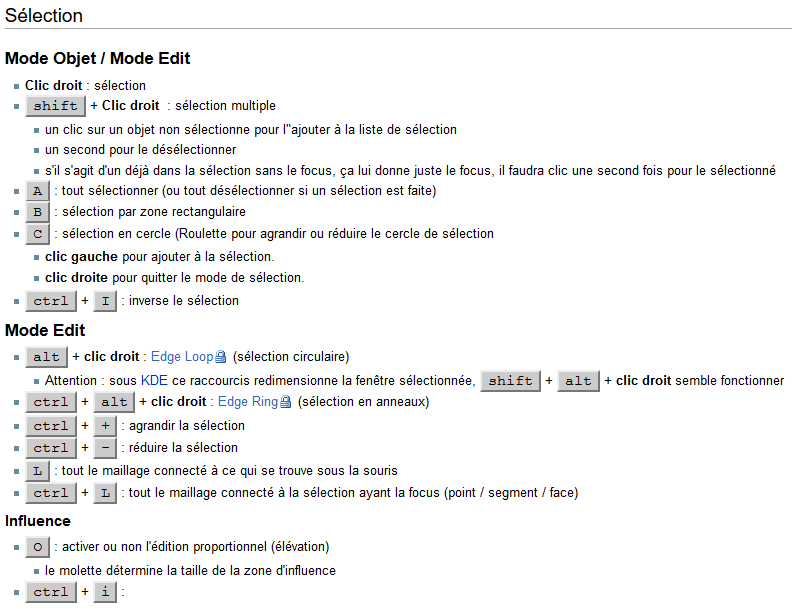 Sélection
Mode Objet / Mode Edit
Clic droit : sélection
shift + Clic droit : sélection multiple
un clic sur un objet non sélectionne pour l''ajouter à la liste de sélection
un second pour le désélectionner
s'il s'agit d'un déjà dans la sélection sans le focus, ça lui donne juste le focus, il faudra clic une second fois pour le sélectionné
A : tout sélectionner (ou tout désélectionner si un sélection est faite)
B : sélection par zone rectangulaire
C : sélection en cercle (Roulette pour agrandir ou réduire le cercle de sélection
clic gauche pour ajouter à la sélection.
clic droite pour quitter le mode de sélection.
ctrl + I : inverse le sélection
Mode Edit
alt + clic droit : Edge Loop (sélection circulaire)
Attention : sous KDE ce raccourcis redimensionne la fenêtre sélectionnée, shift + alt + clic droit semble fonctionner
ctrl + alt + clic droit : Edge Ring (sélection en anneaux)
ctrl + + : agrandir la sélection
ctrl + - : réduire la sélection
L : tout le maillage connecté à ce qui se trouve sous la souris
ctrl + L : tout le maillage connecté à la sélection ayant la focus (point / segment / face)
Influence
O : activer ou non l'édition proportionnel (élévation)
le molette détermine la taille de la zone d'influence
ctrl + i :